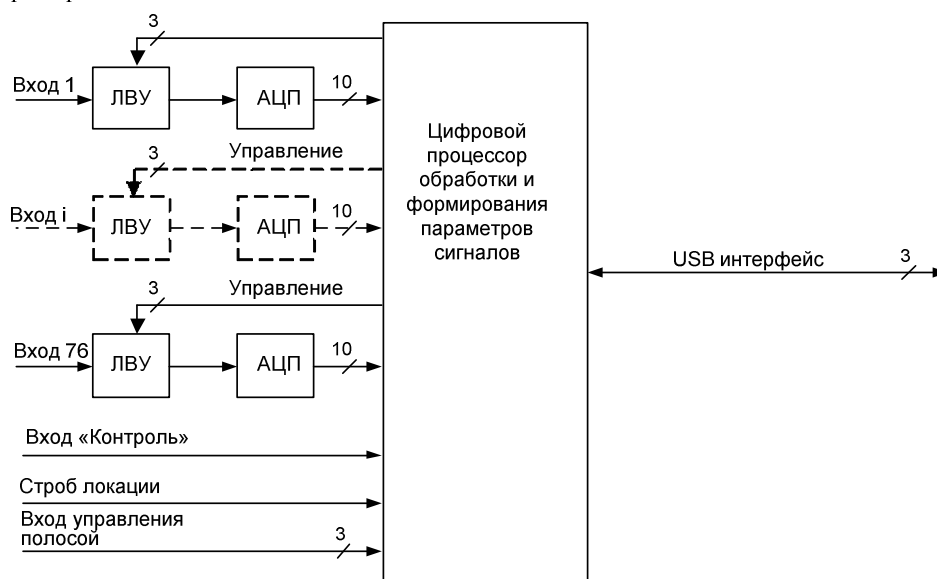 3
Вход 1
ЛВУ
АЦП
10
3
Управление
Вход i
ЛВУ
АЦП
10
3
Управление
Вход 76
ЛВУ
АЦП
10
Цифровой
процессор
обработки и
формирования
параметров
сигналов
USB интерфейс
3
Вход «Контроль»
Строб локации
Вход управления
полосой
3